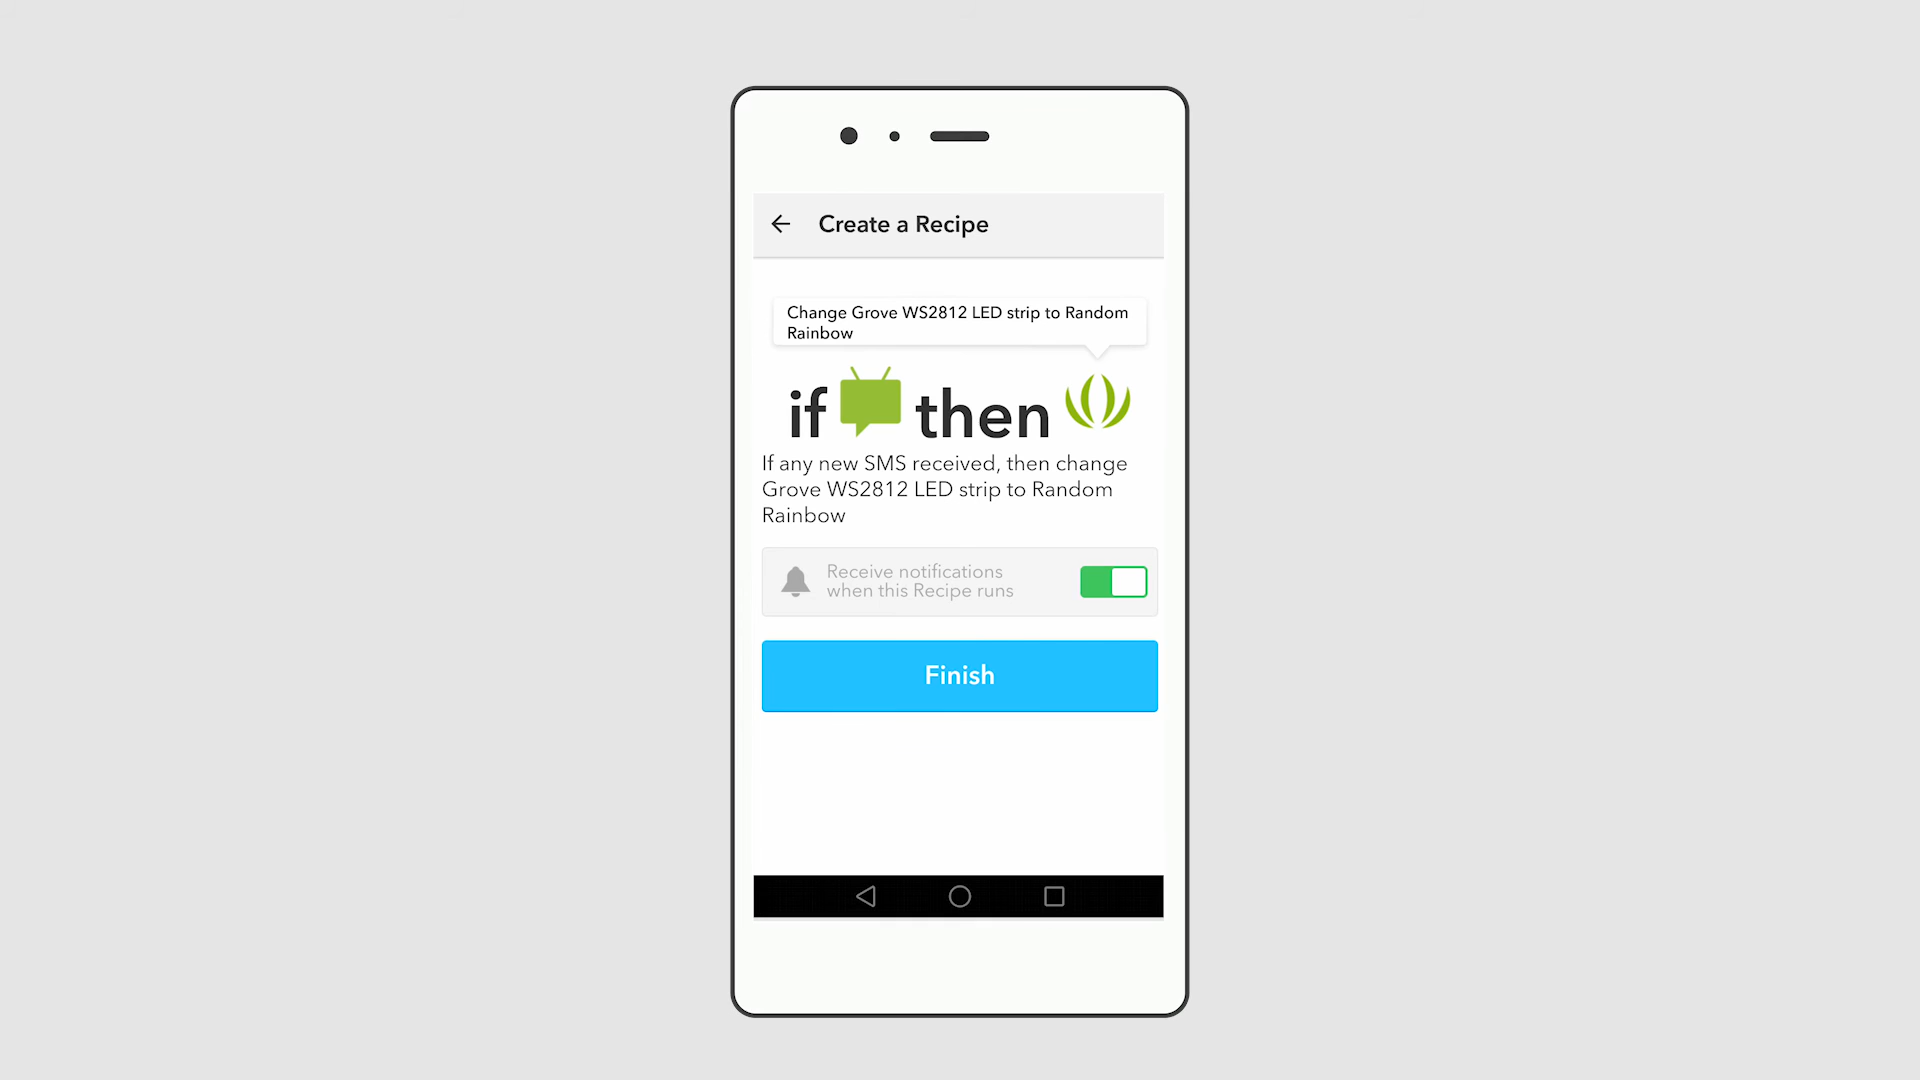 Create a Recipe
Change Grove WS2812 LED strip to Random
Rainbow
if then
If any new SMS received, then change
Grove WS2812 LED strip to Random
Rainbow
Receive notifications
when this Recipe runs
Finish